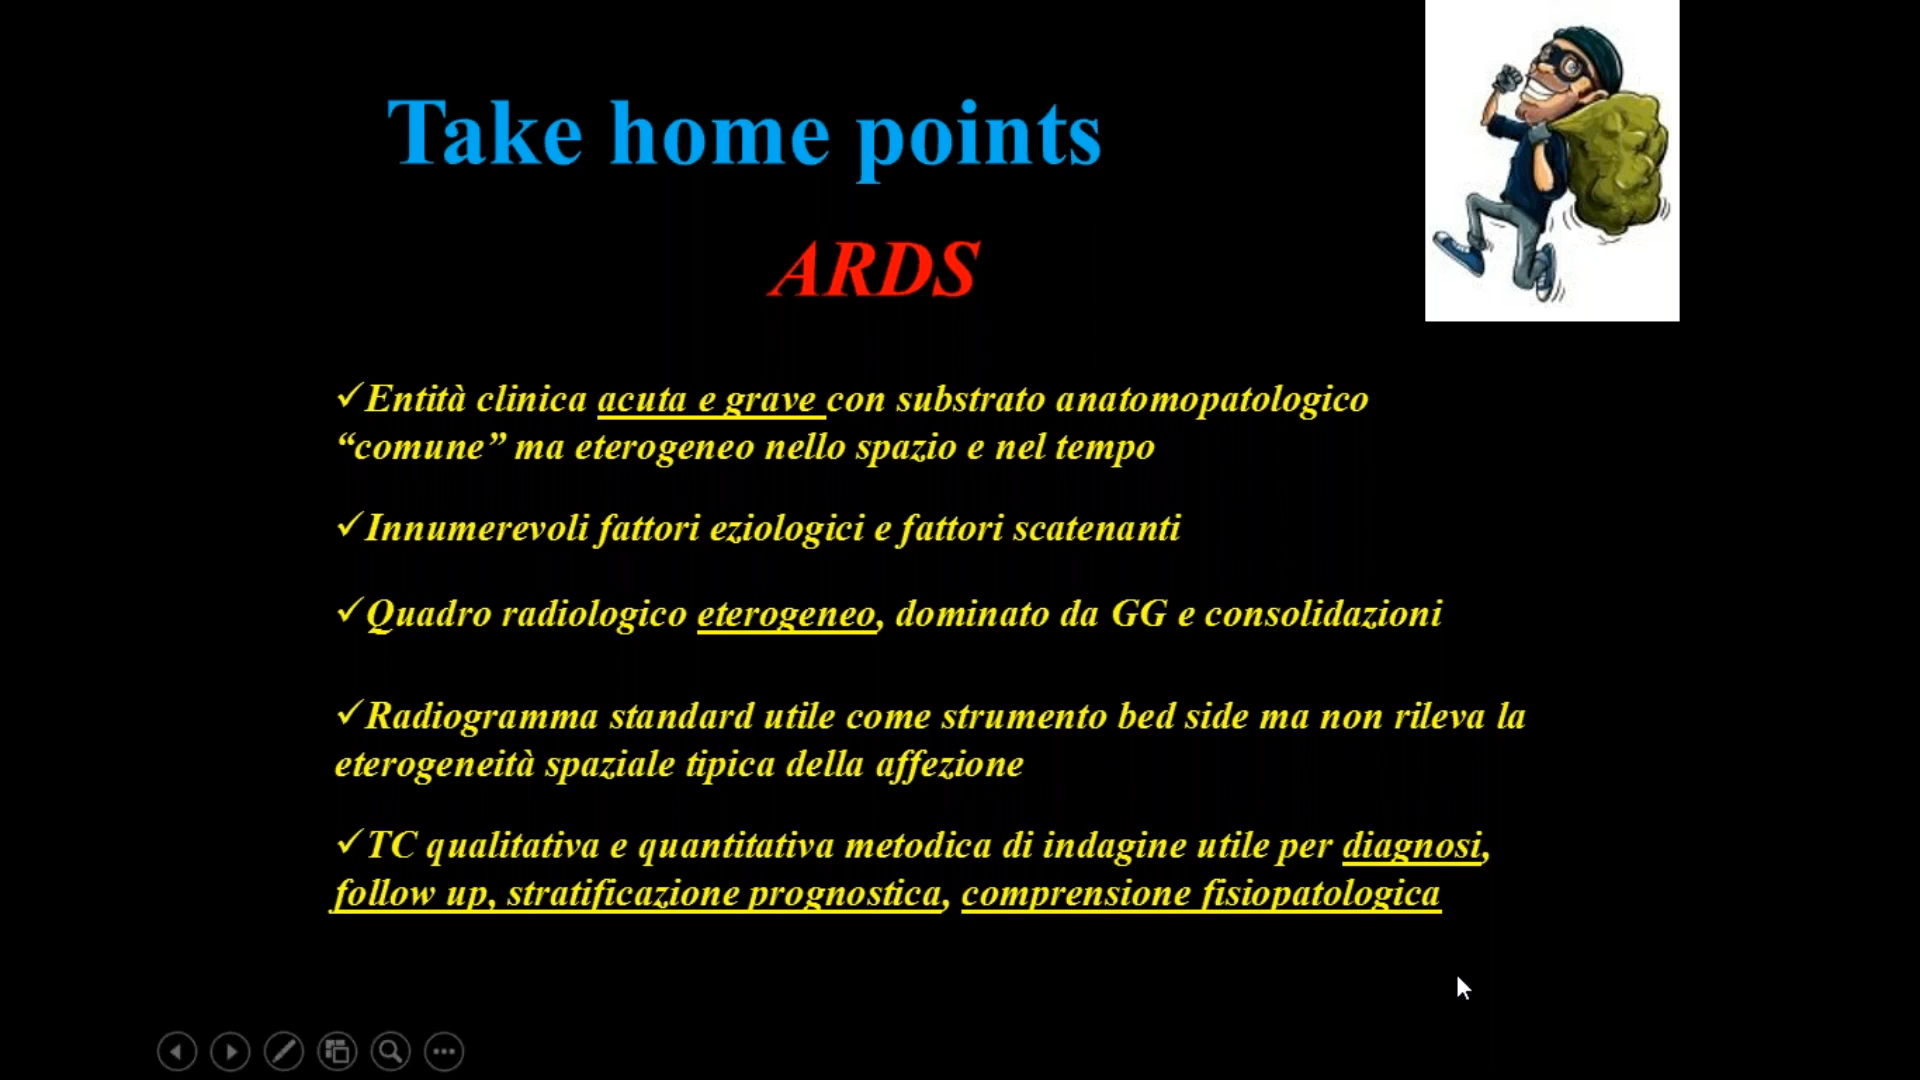 Take home points
ARDS
✓Entità clinica acuta e grave con substrato anatomopatologico
“comune” ma eterogeneo nello spazio e nel tempo
✓Innumerevoli fattori eziologici e fattori scatenanti
✓Quadro radiologico eterogeneo, dominato da GG e consolidazioni
✓Radiogramma standard utile come strumento bed side ma non rileva la
eterogeneità spaziale tipica della affezione
✓TC qualitativa e quantitativa metodica di indagine utile per diagnosi,
follow up, stratificazione prognostica, comprensione fisiopatologica